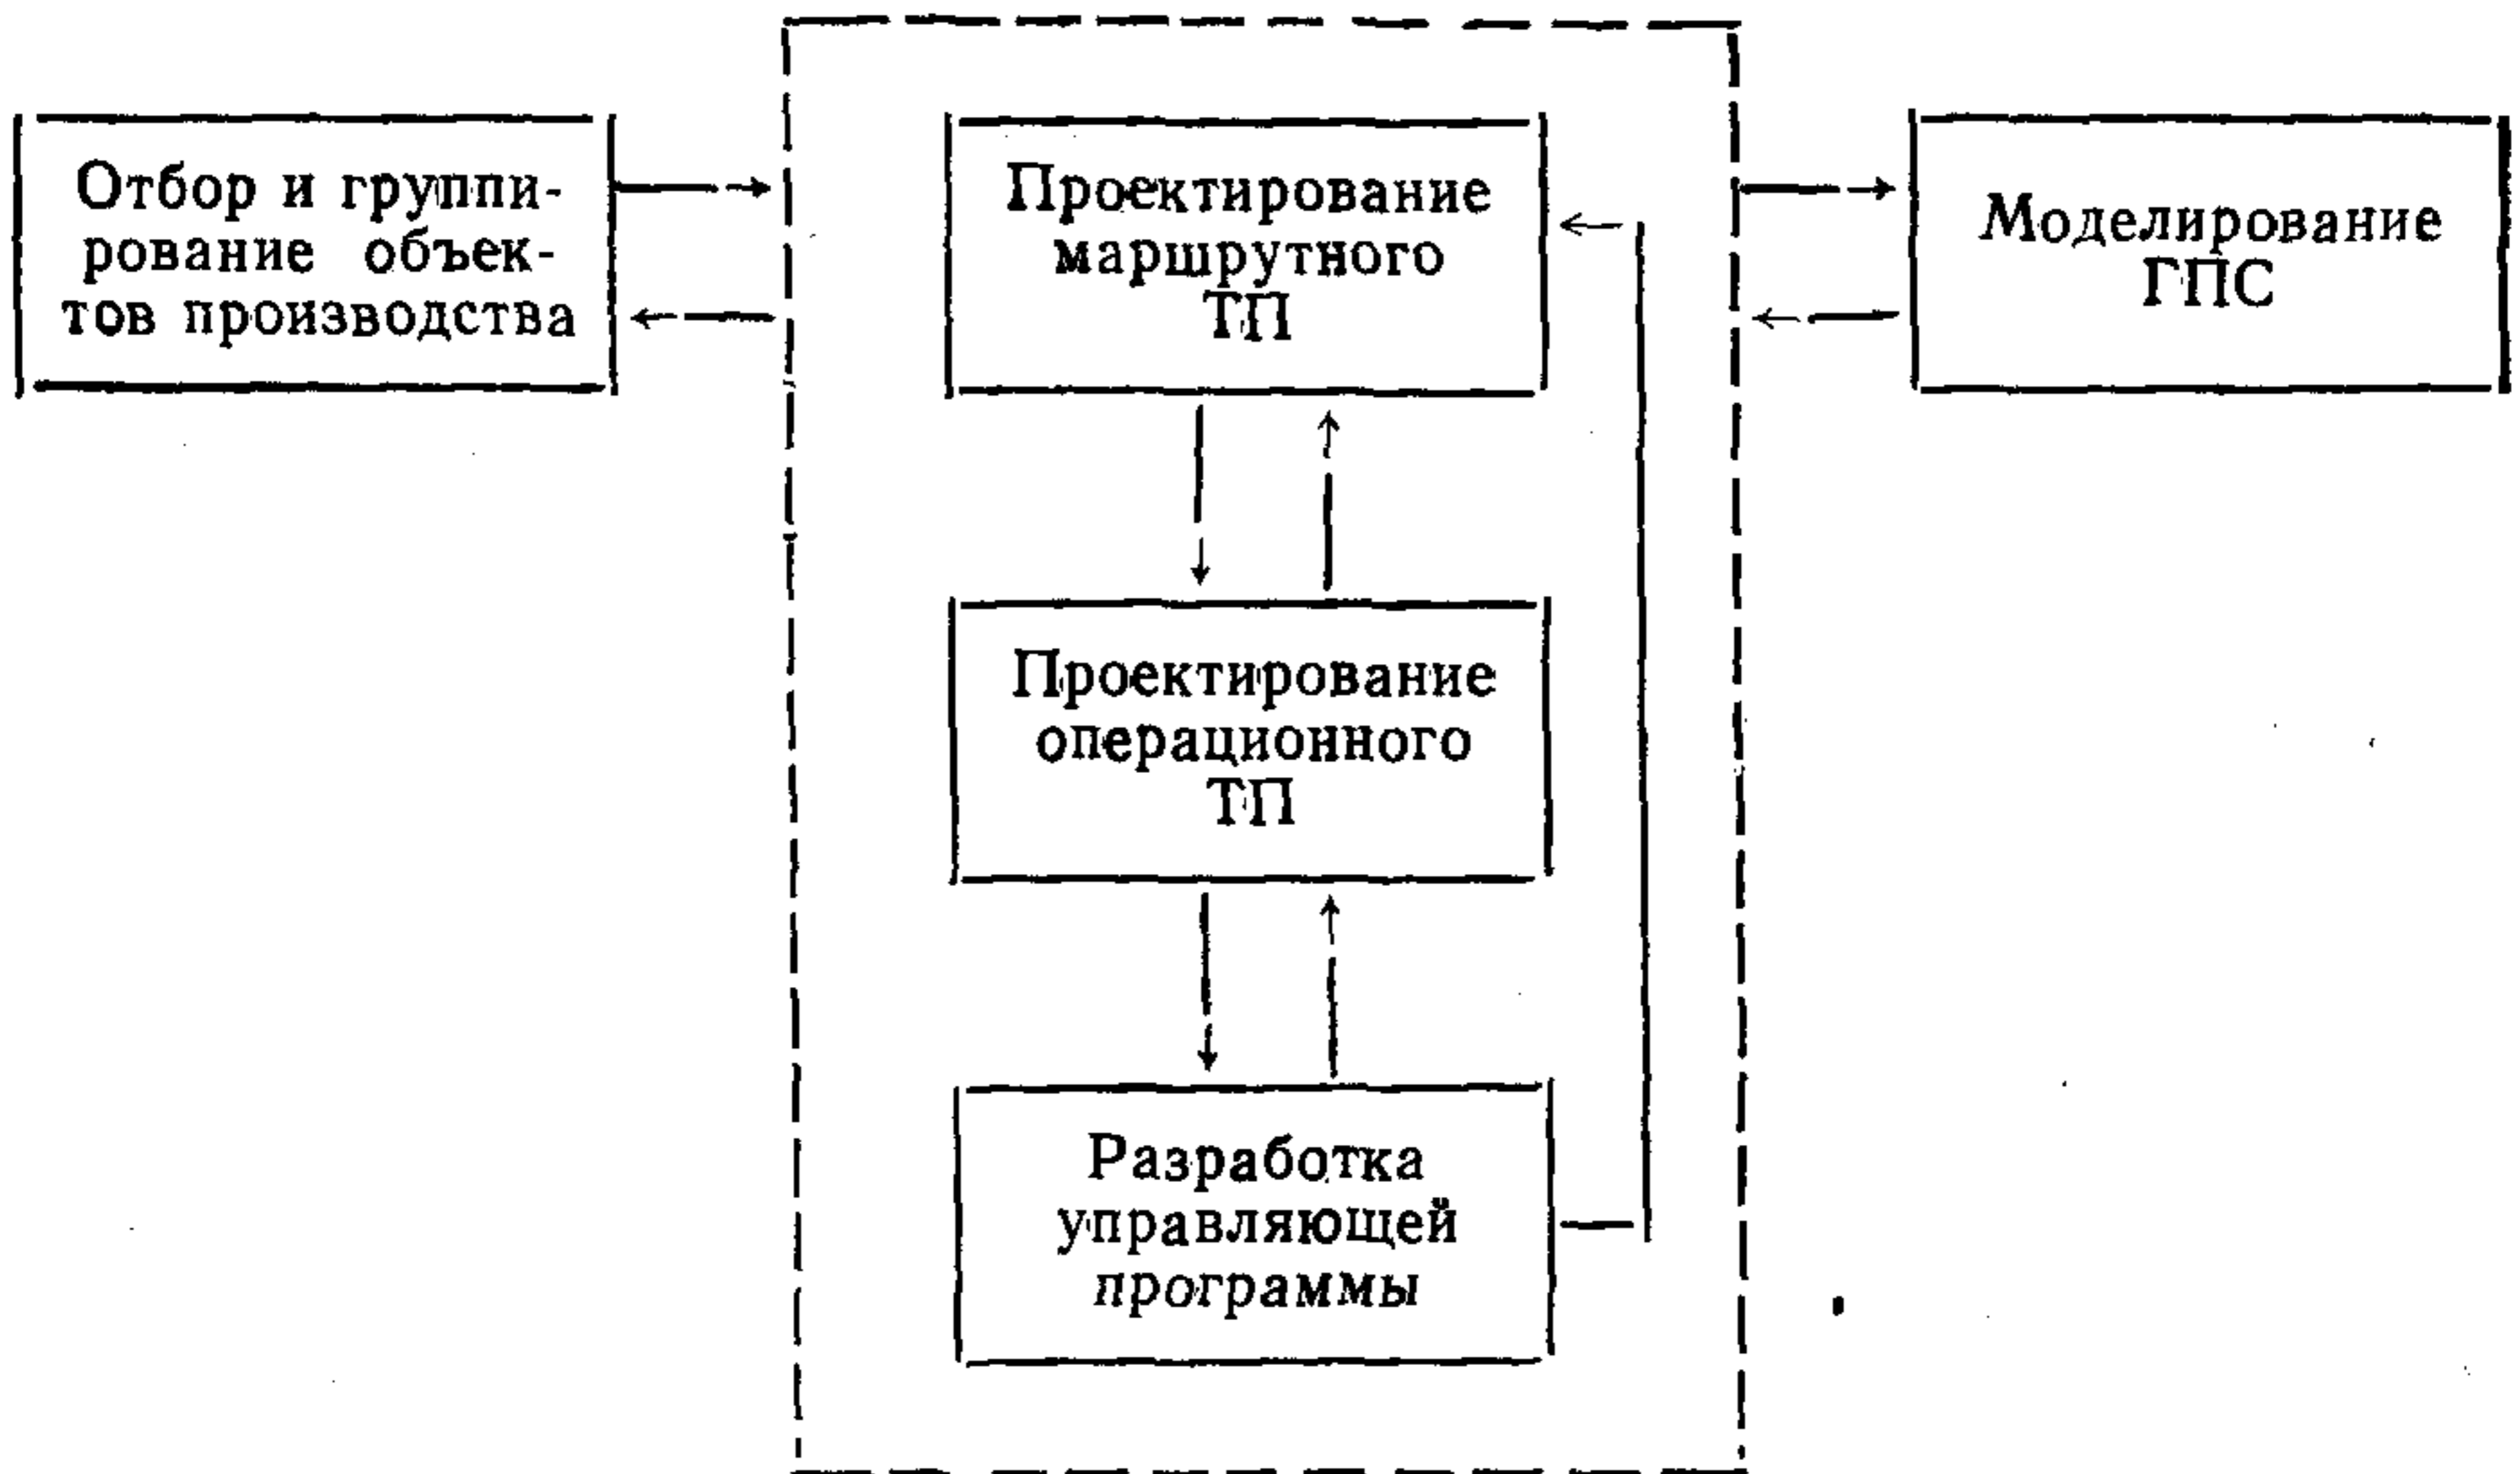 Отбор и группи-
рование объек-
тов производства
Проектирование
маршрутного
ТП
Моделирование
ГПС
Проектирование
операционного
ТП
Разработка
управляющей
программы